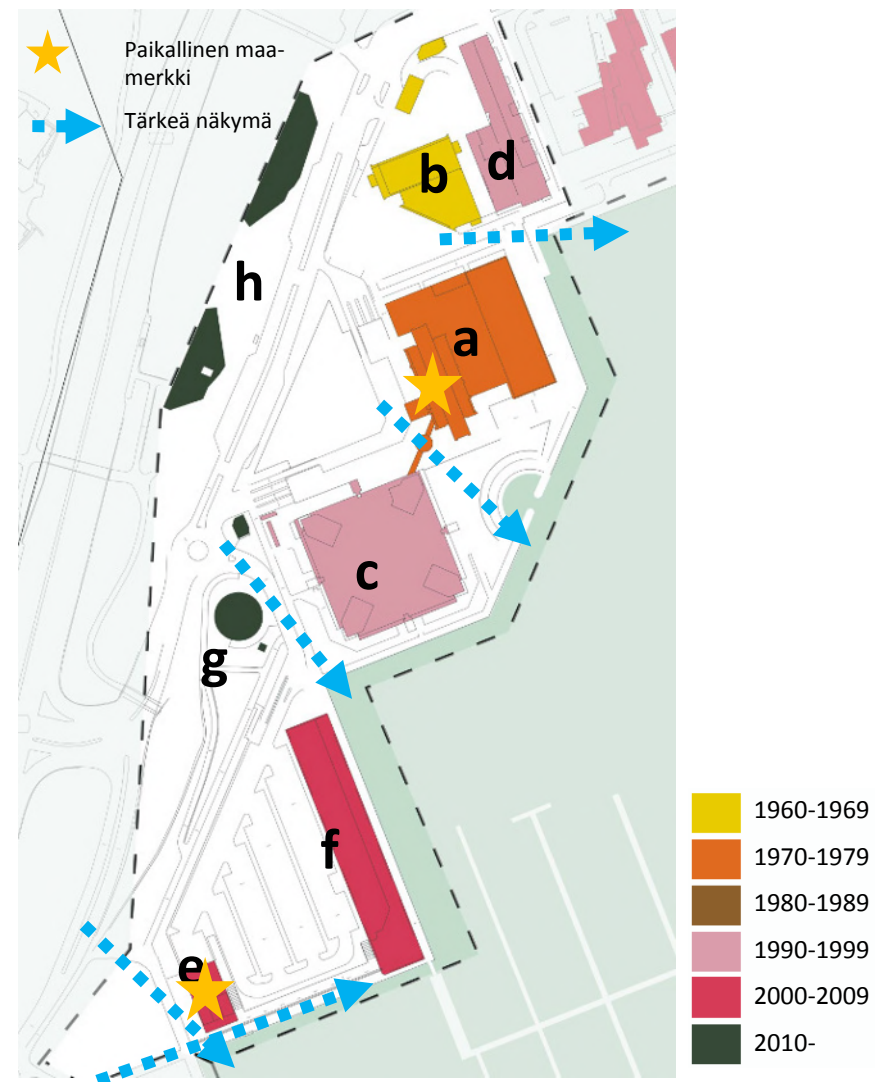 Paikallinen maa-
merkki
Tärkeä näkymä
b
d
h
a
c
g
f
e
1960-1969
1970-1979
1980-1989
1990-1999
2000-2009
2010-